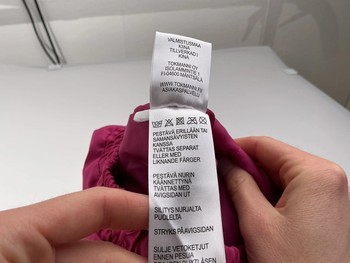 VALMISTUSMAA
KIINA
TILLVERKAD I
KINA
TOKMANNI OY
ISOLAMMINTIE 1
FI-04600 MÄNTSÄLÄ
WWW.TOKMANNI.FI/
ASIAKASPALVELU
PESTÄVÄ ERILLÄÄN TAI
SAMANSÄVYISTEN
KANSSA
TVÄTTAS SEPARAT
ELLER MED
LIKNANDE FÄRGER
PESTÄVÄ NURIN
KÄÄNNETTYNÄ
TVÄTTAS MED
AVIGSIDAN UT
SILITYS NURJALTA
PUOLELTA
STRYKS PÅ AVIGSIDAN
SULJE VETOKETJUT
ENNEN PESUA